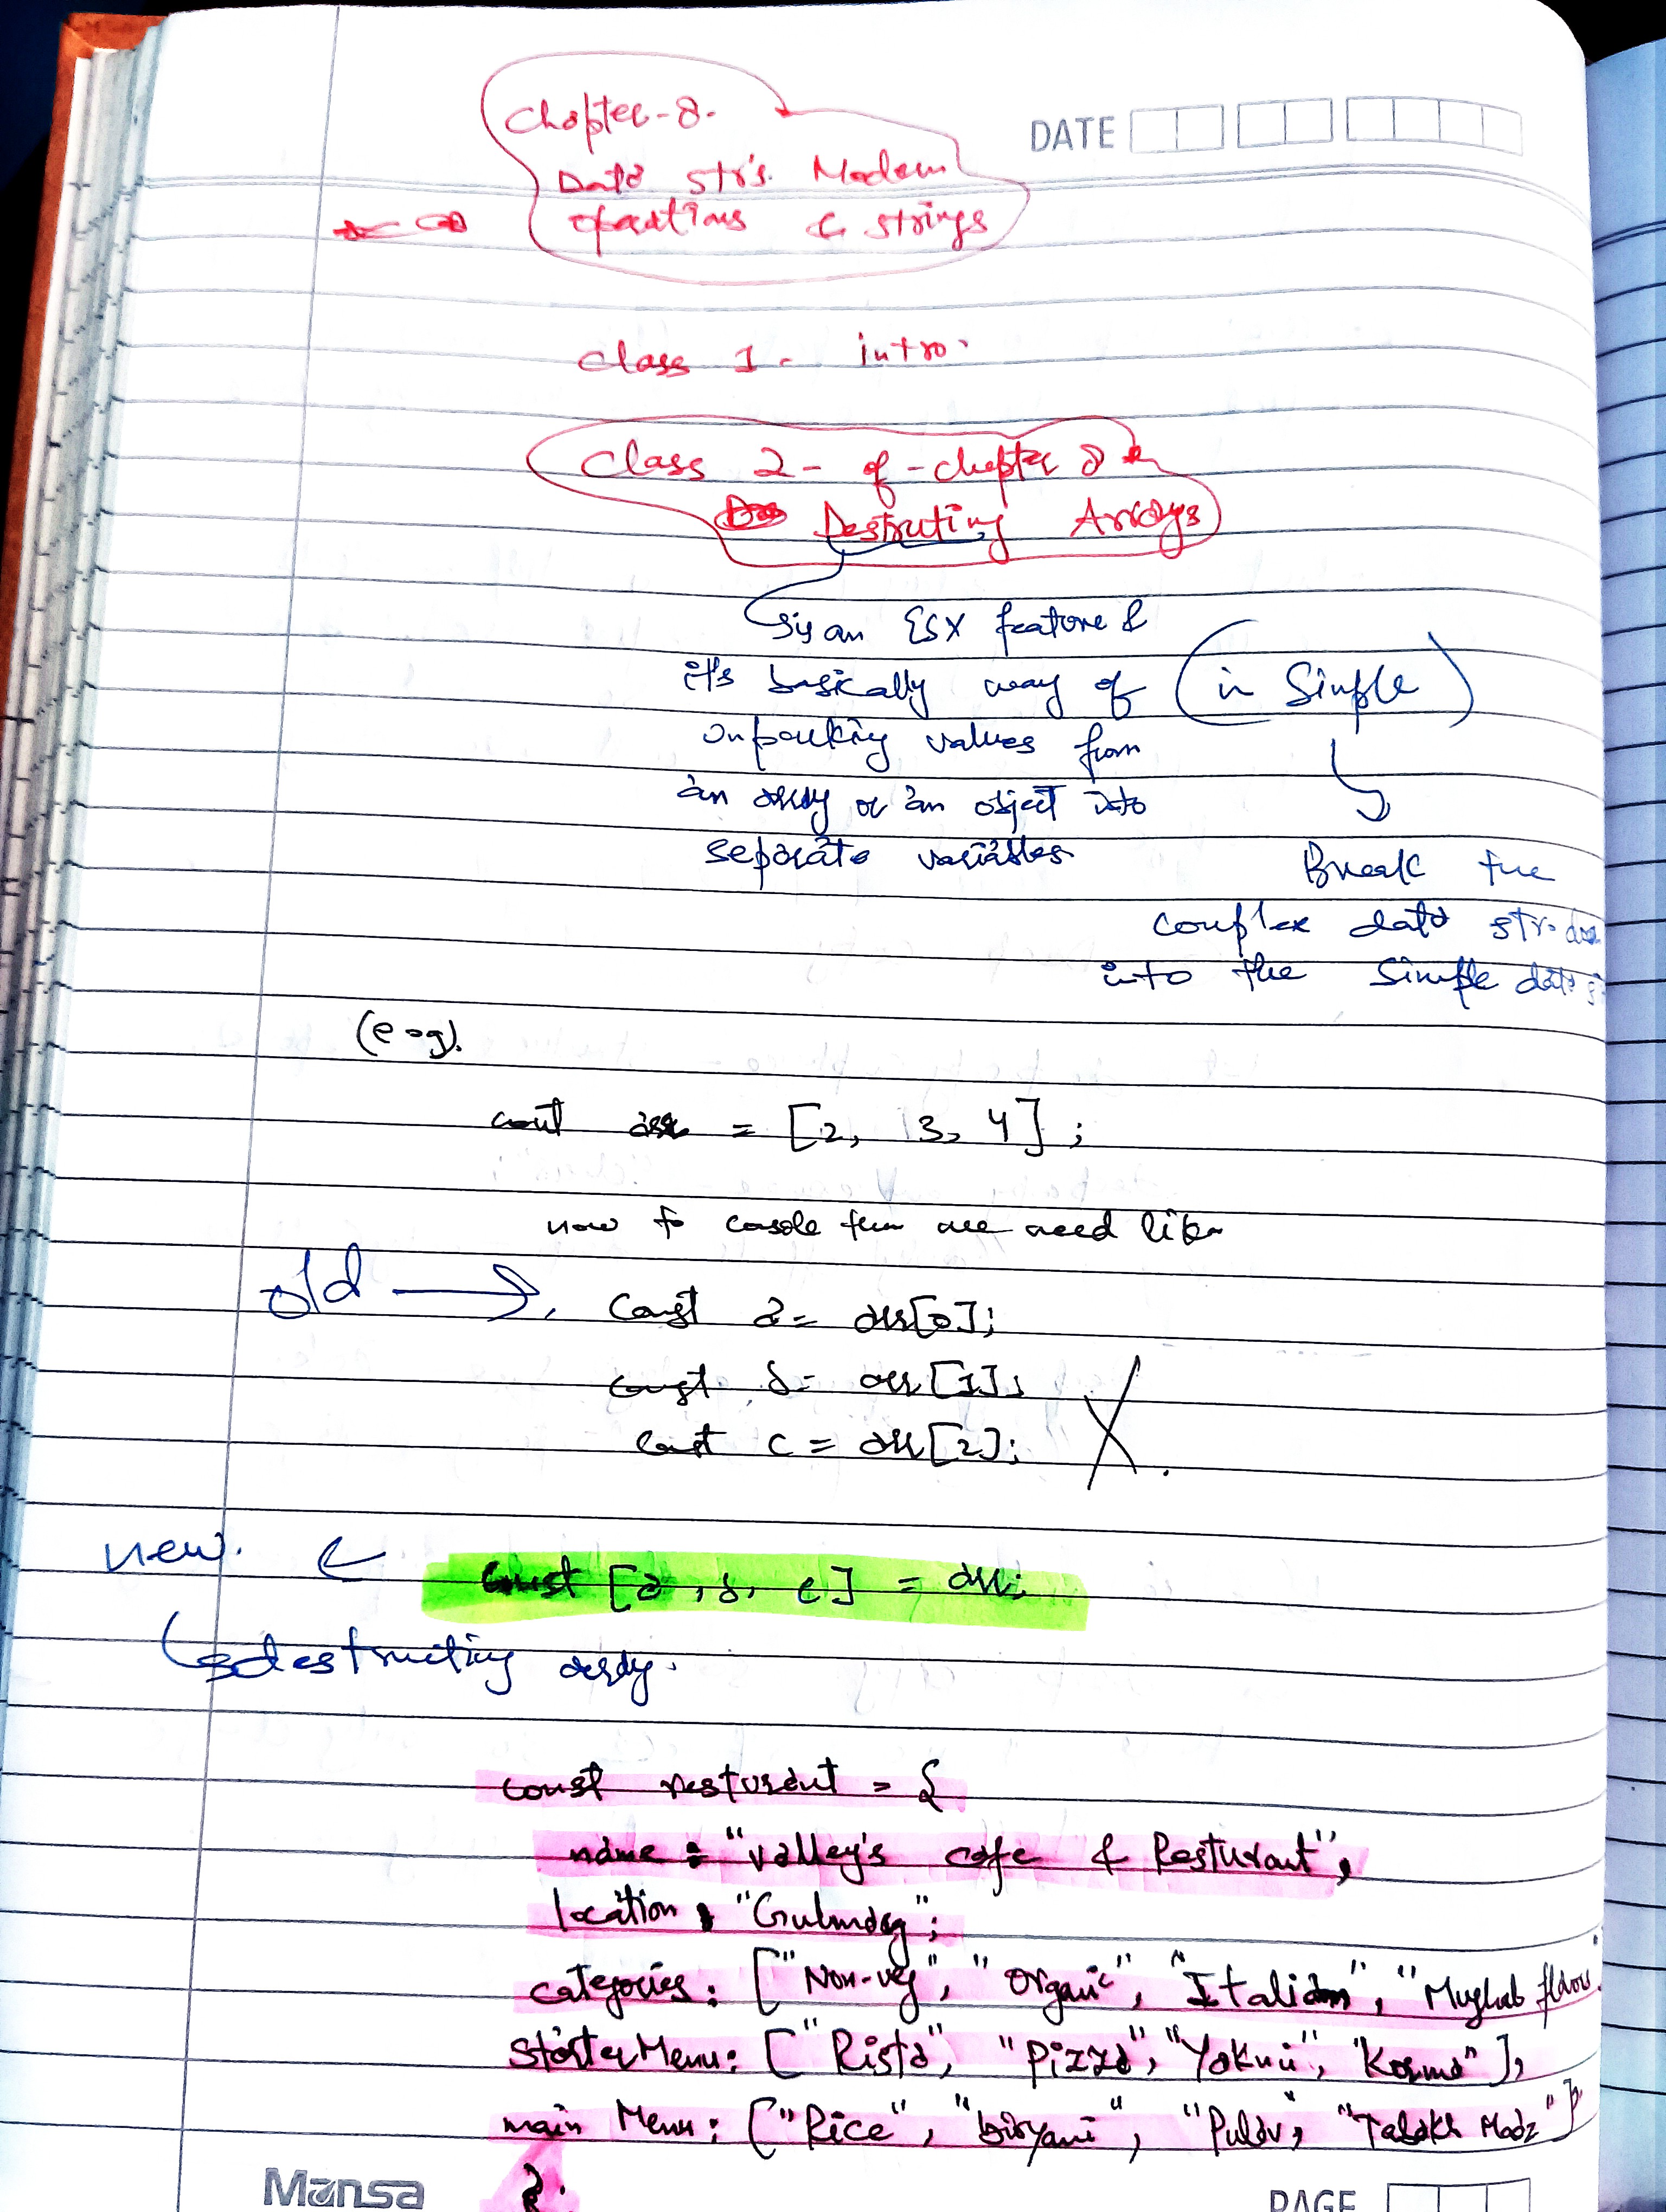 Chapter-8.
DATE
Data str's. Modern
operations & strings
Class 1 - intro.
Class 2 - of - chapter 8
Destructing Arrays
is an ESX feature &
it's basically way of (in Simple)
unpacking values from
an array or an object into
separate variables.
Break the
complex data str.
into the Simple data
(e.g).
const arr = [2, 3, 4];
now to console them we need like
old → const a = arr[0];
const b = arr[1];
const c = arr[2];
new. const [a, b, c] = arr;
destructing array.
const resturant = {
name : "Valley's cafe & Resturant",
location : "Gulmarg";
categories: ["Non-veg", "Organic", "Italian", "Mughab
starterMenu: ["Rista", "Pizza", "Yakni", "Korma"],
main Menu: ["Rice", "biryani", "Pulav", "Tabakh Maaz"]
};
Mansa
PAGE